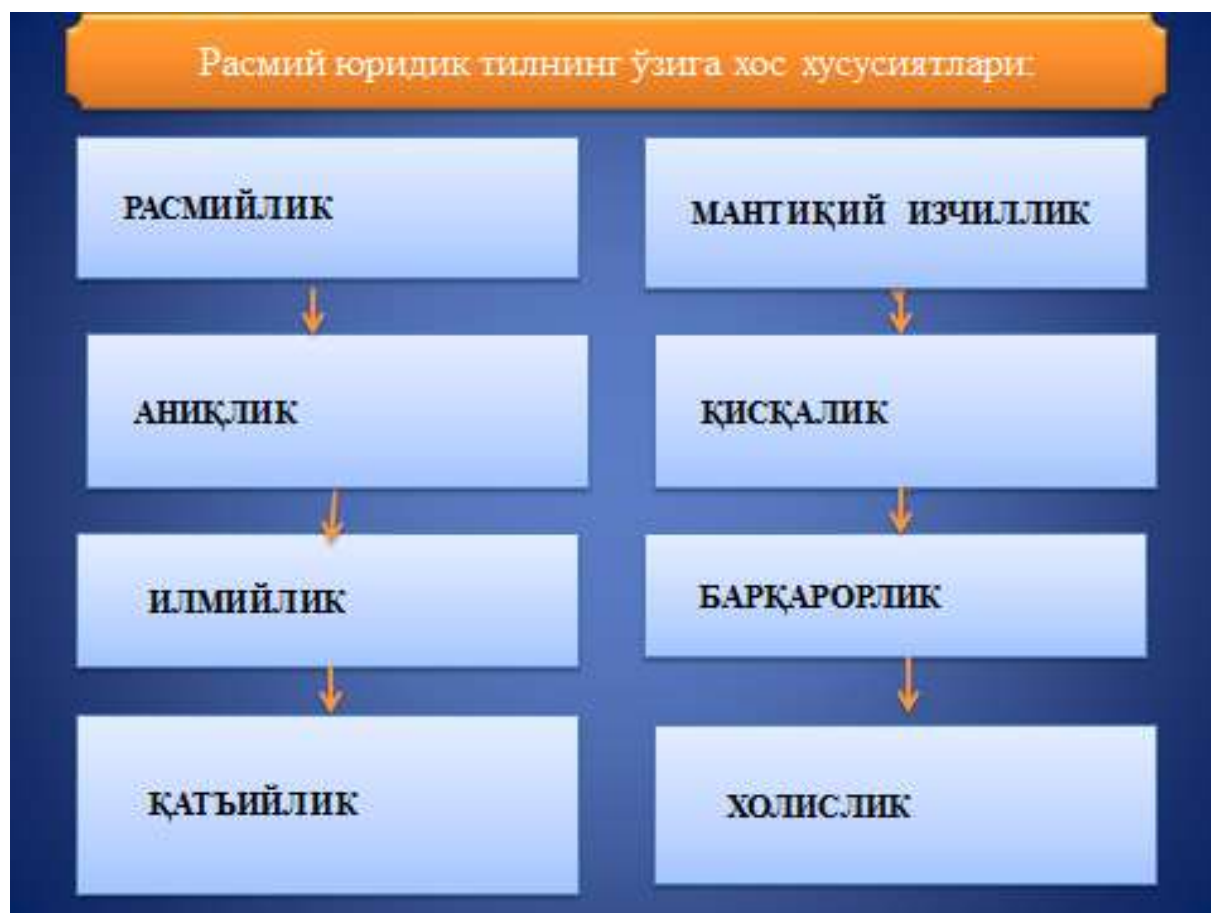 Расмий юридик тилнинг ўзига хос хусусиятлари:
РАСМИЙЛИК
АНИҚЛИК
ИЛМИЙЛИК
ҚАТЪИЙЛИК
МАНТИҚИЙ ИЗЧИЛЛИК
ҚИСҚАЛИК
БАРҚАРОРЛИК
ХОЛИСЛИК